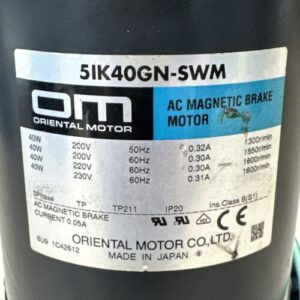 5IK40GN-SWM
om
ORIENTAL MOTOR
AC MAGNETIC BRAKE
MOTOR
40W 200V 50Hz 0.32A 1300r/min
40W 200V 60Hz 0.30A 1550r/min
40W 220V 60Hz 0.30A 1600r/min
40W 230V 60Hz 0.31A 1600r/min
3Phase TP TP211 IP20 Ins.Class B(S1)
AC MAGNETIC BRAKE
CURRENT 0.05A
ORIENTAL MOTOR CO.,LTD.
MADE IN JAPAN